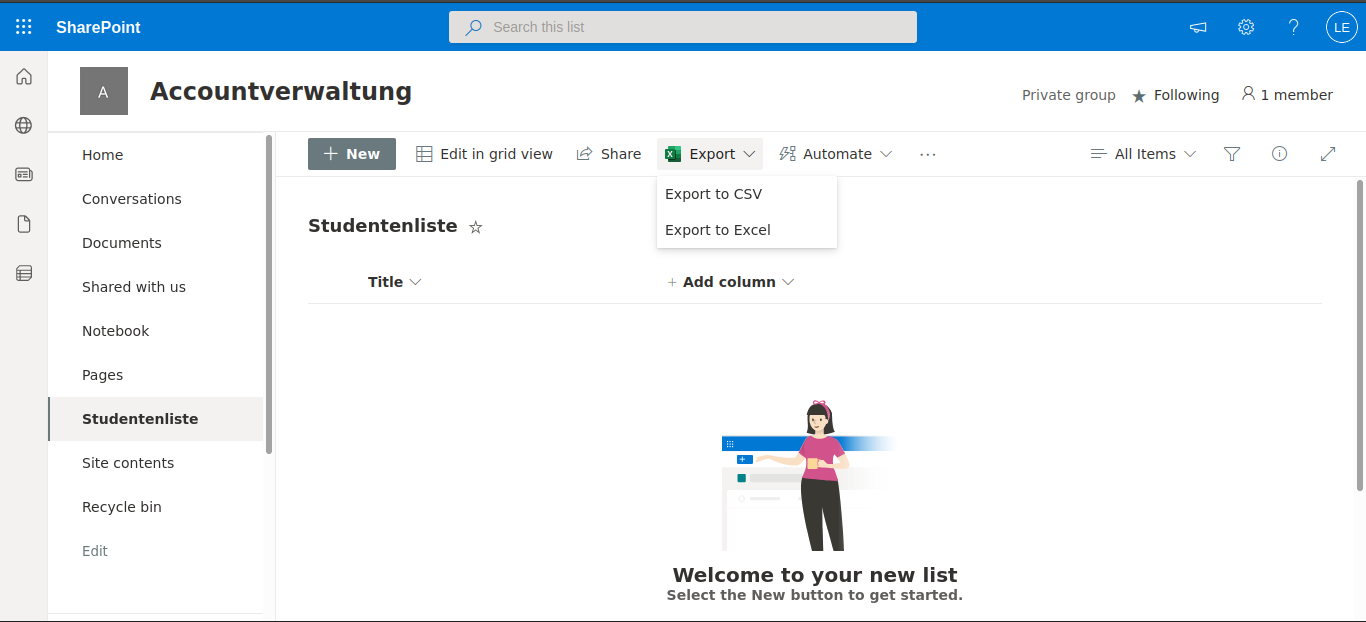 SharePoint
Search this list
LE
A
Accountverwaltung
Private group
Following
1 member
Home
Conversations
Documents
Shared with us
Notebook
Pages
Studentenliste
Site contents
Recycle bin
Edit
New
Edit in grid view
Share
Export
Automate
All Items
Export to CSV
Export to Excel
Studentenliste
Title
Add column
Welcome to your new list
Select the New button to get started.